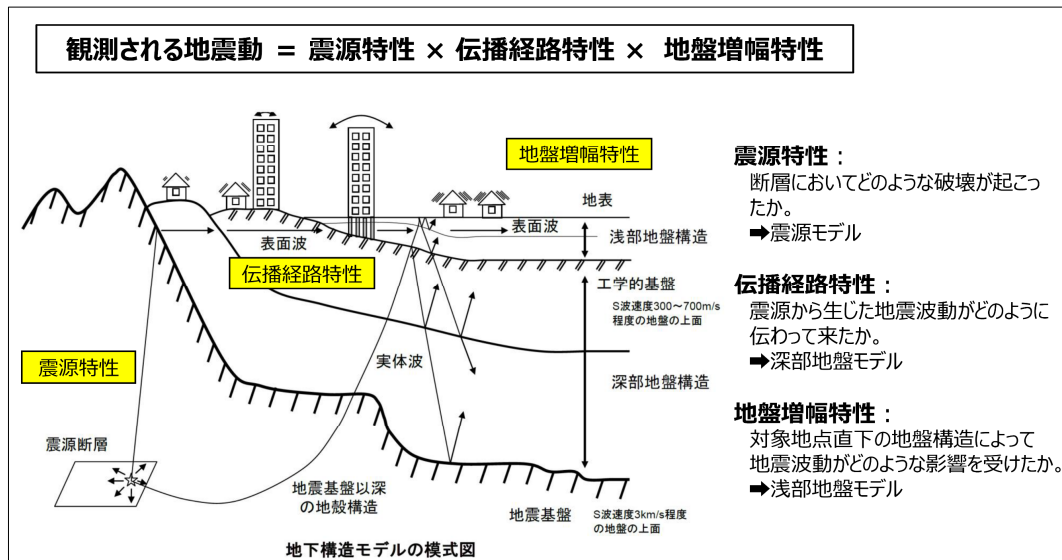 観測される地震動 = 震源特性 × 伝播経路特性 × 地盤増幅特性
地盤増幅特性
地表
表面波
表面波
浅部地盤構造
伝播経路特性
工学的基盤
S波速度300～700m/s
程度の地盤の上面
実体波
震源特性
深部地盤構造
震源断層
地震基盤以深
の地殻構造
地震基盤
S波速度3km/s程度
の地盤の上面
地下構造モデルの模式図
震源特性：
断層においてどのような破壊が起こっ
たか。
➡震源モデル
伝播経路特性：
震源から生じた地震波動がどのように
伝わって来たか。
➡深部地盤モデル
地盤増幅特性：
対象地点直下の地盤構造によって
地震波動がどのような影響を受けたか。
➡浅部地盤モデル